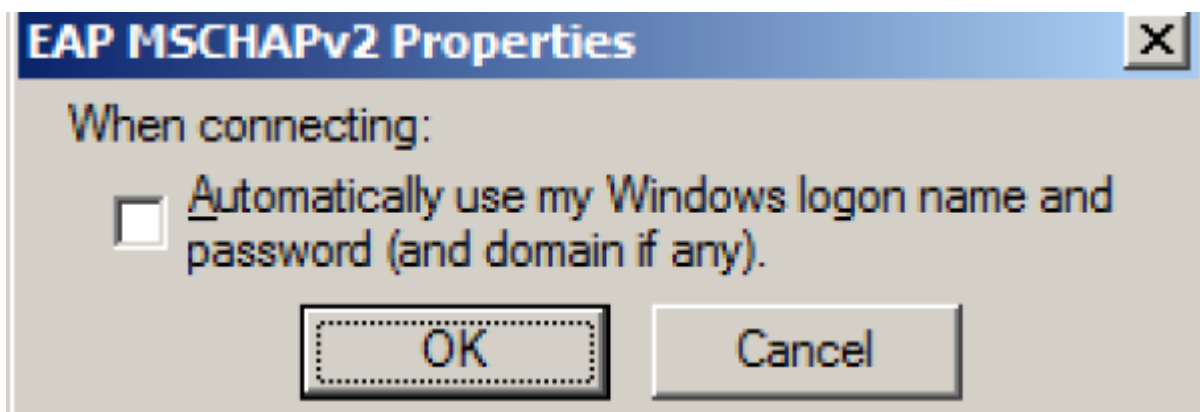 EAP MSCHAPv2 Properties
When connecting:
Automatically use my Windows logon name and
password (and domain if any).
OK
Cancel